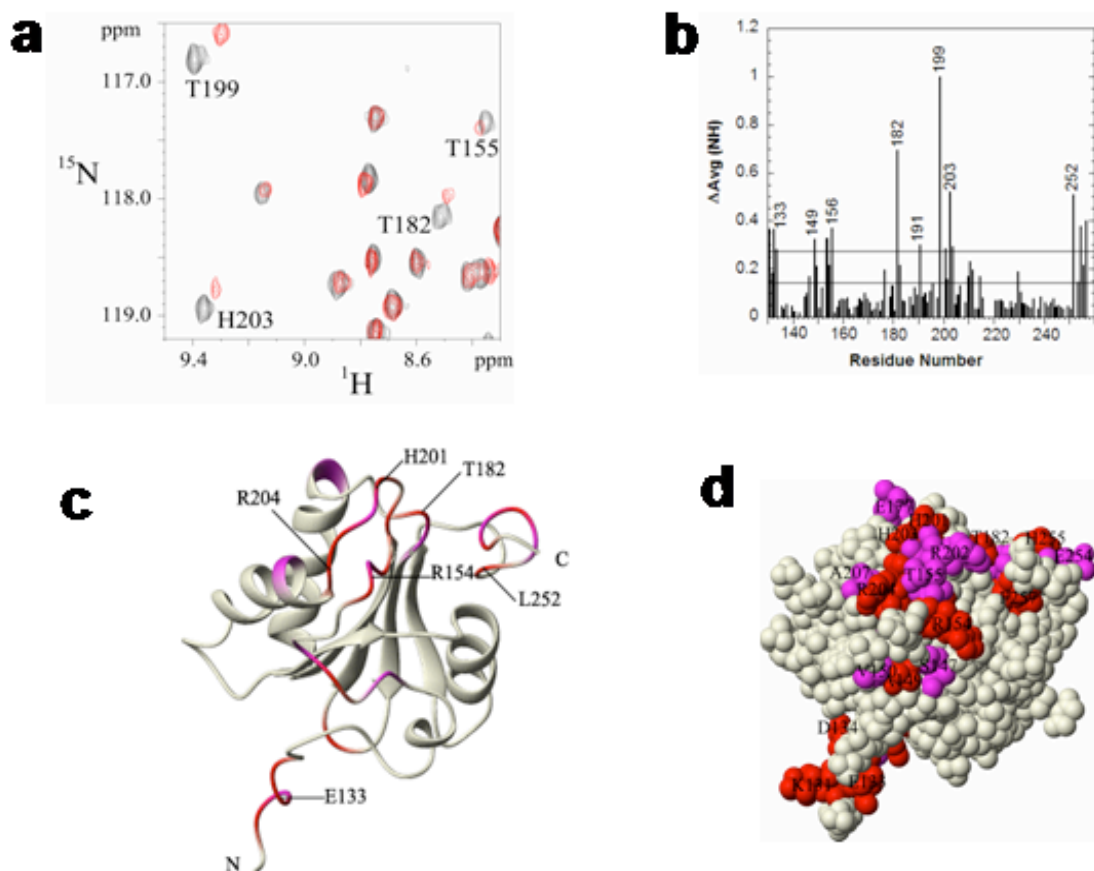 a
ppm
T199
117.0
T155
15N
118.0
T182
119.0
H203
9.4
9.0
8.6
ppm
1H
b
1.2
1
0.8
0.6
0.4
0.2
0
ΔAvg (NH)
133
149
156
182
191
199
203
252
140
160
180
200
220
240
Residue Number
c
H201
T182
R204
R154
C
L252
E133
N
d
H201
T182
H255
R202
E254
A207
T155
R204
R154
D134
K131